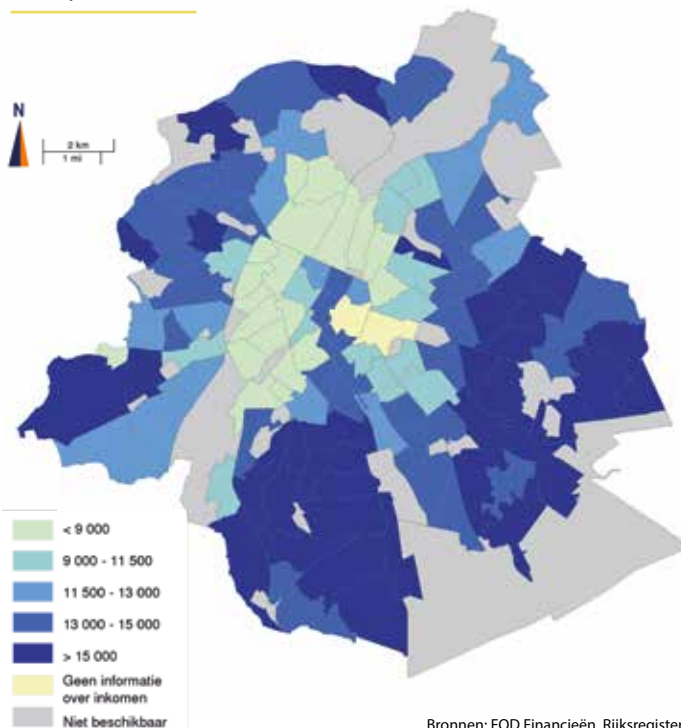 N
2 km
1 mi
< 9 000
9 000 - 11 500
11 500 - 13 000
13 000 - 15 000
> 15 000
Geen informatie
over inkomen
Niet beschikbaar
Bronnen: FOD Financieën, Rijksregister